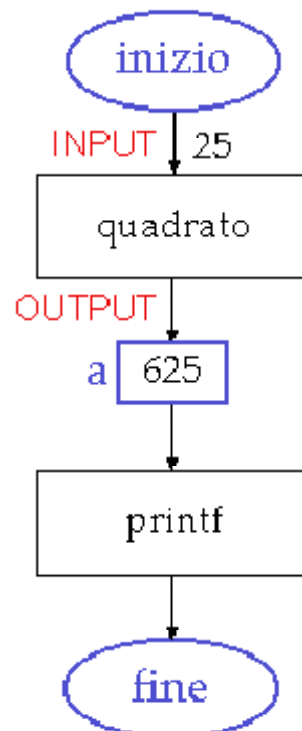 inizio
INPUT 25
quadrato
OUTPUT
a 625
printf
fine